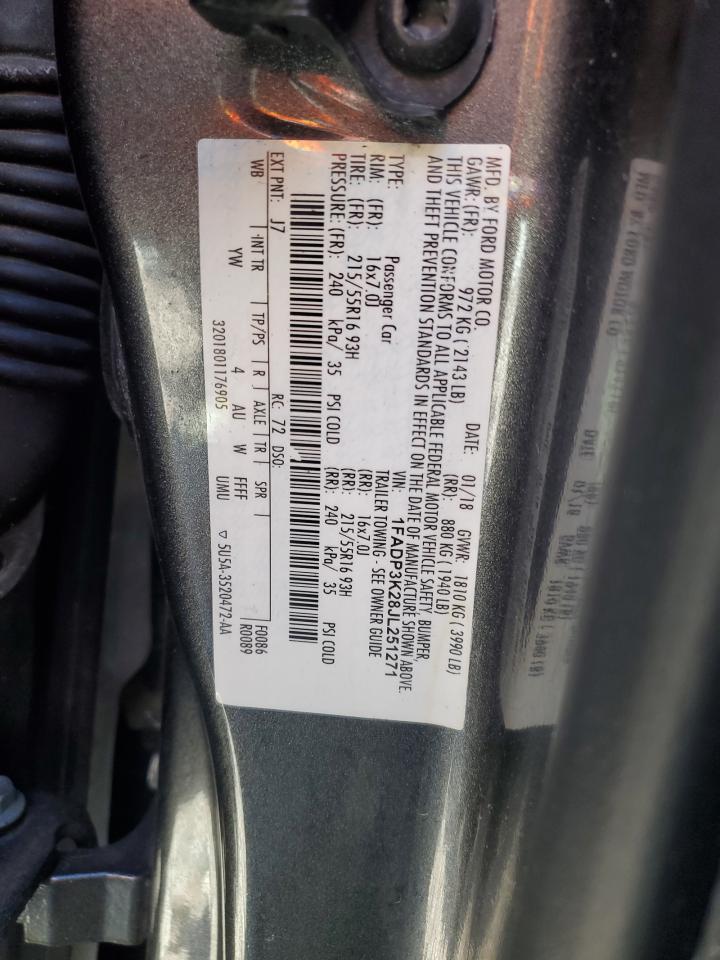 MFD. BY FORD MOTOR CO.
DATE: 01/18 GVWR: 1810 KG ( 3990 LB)
GAWR: (FR): 972 KG ( 2143 LB) (RR): 880 KG ( 1940 LB)
THIS VEHICLE CONFORMS TO ALL APPLICABLE FEDERAL MOTOR VEHICLE SAFETY, BUMPER,
AND THEFT PREVENTION STANDARDS IN EFFECT ON THE DATE OF MANUFACTURE SHOWN ABOVE.
VIN: 1FADP3K28JL251271
TYPE: Passenger Car TRAILER TOWING - SEE OWNER GUIDE
RIM: (FR): 16x7.0J (RR): 16x7.0J
TIRE: (FR): 215/55R16 93H (RR): 215/55R16 93H
PRESSURE: (FR): 240 kPa/ 35 PSI COLD (RR): 240 kPa/ 35 PSI COLD
EXT PNT: J7 RC: 72 DSO:
WB INT TR TP/PS R AXLE TR SPR F0086
YW 4 AU W FFFF UMU R0089
3201801176905 ▽ 5U5A-3520472-AA